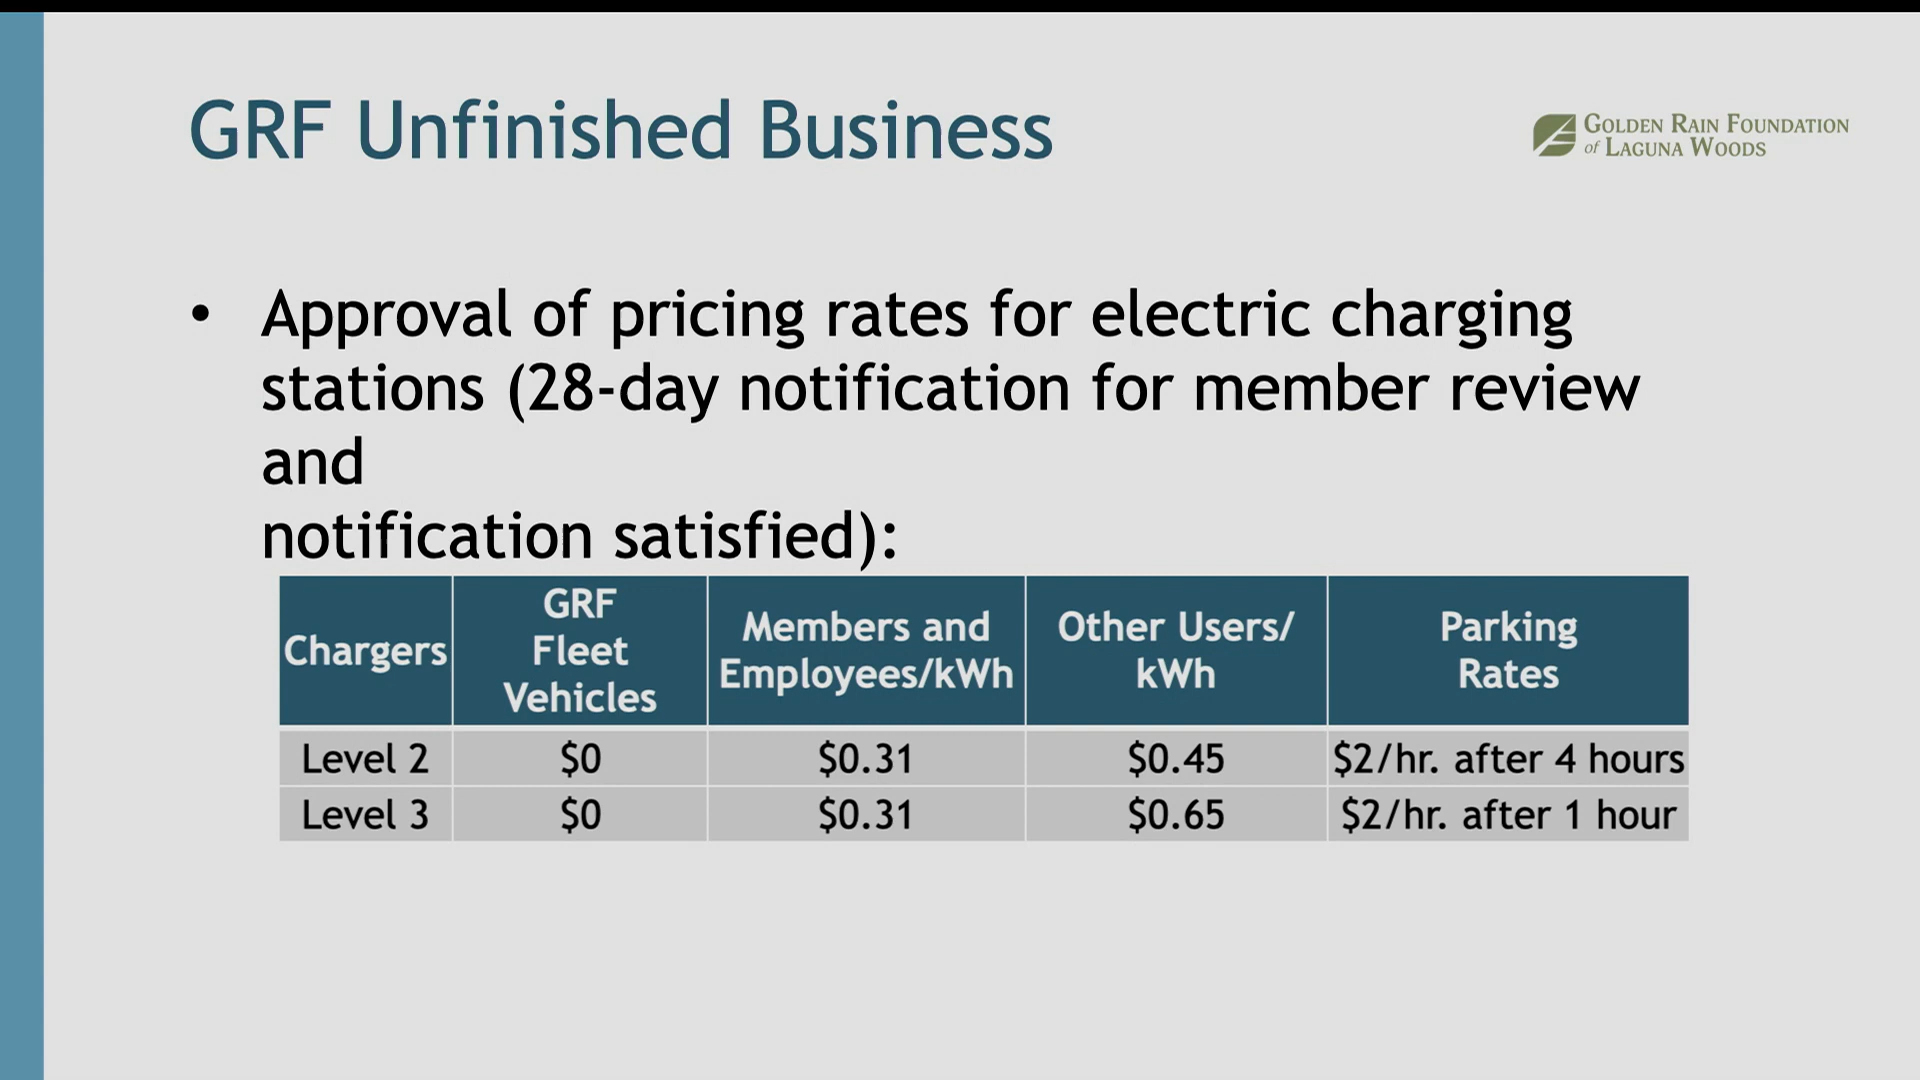 GRF Unfinished Business
GOLDEN RAIN FOUNDATION
of LAGUNA WOODS
• Approval of pricing rates for electric charging
stations (28-day notification for member review
and
notification satisfied):
Chargers GRF Fleet Vehicles Members and Employees/kWh Other Users/ kWh Parking Rates
Level 2 $0 $0.31 $0.45 $2/hr. after 4 hours
Level 3 $0 $0.31 $0.65 $2/hr. after 1 hour